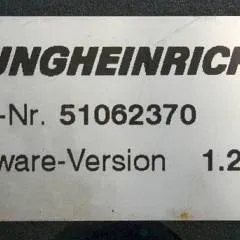 UNGHEINRICH
-Nr. 51062370
ware-Version 1.2